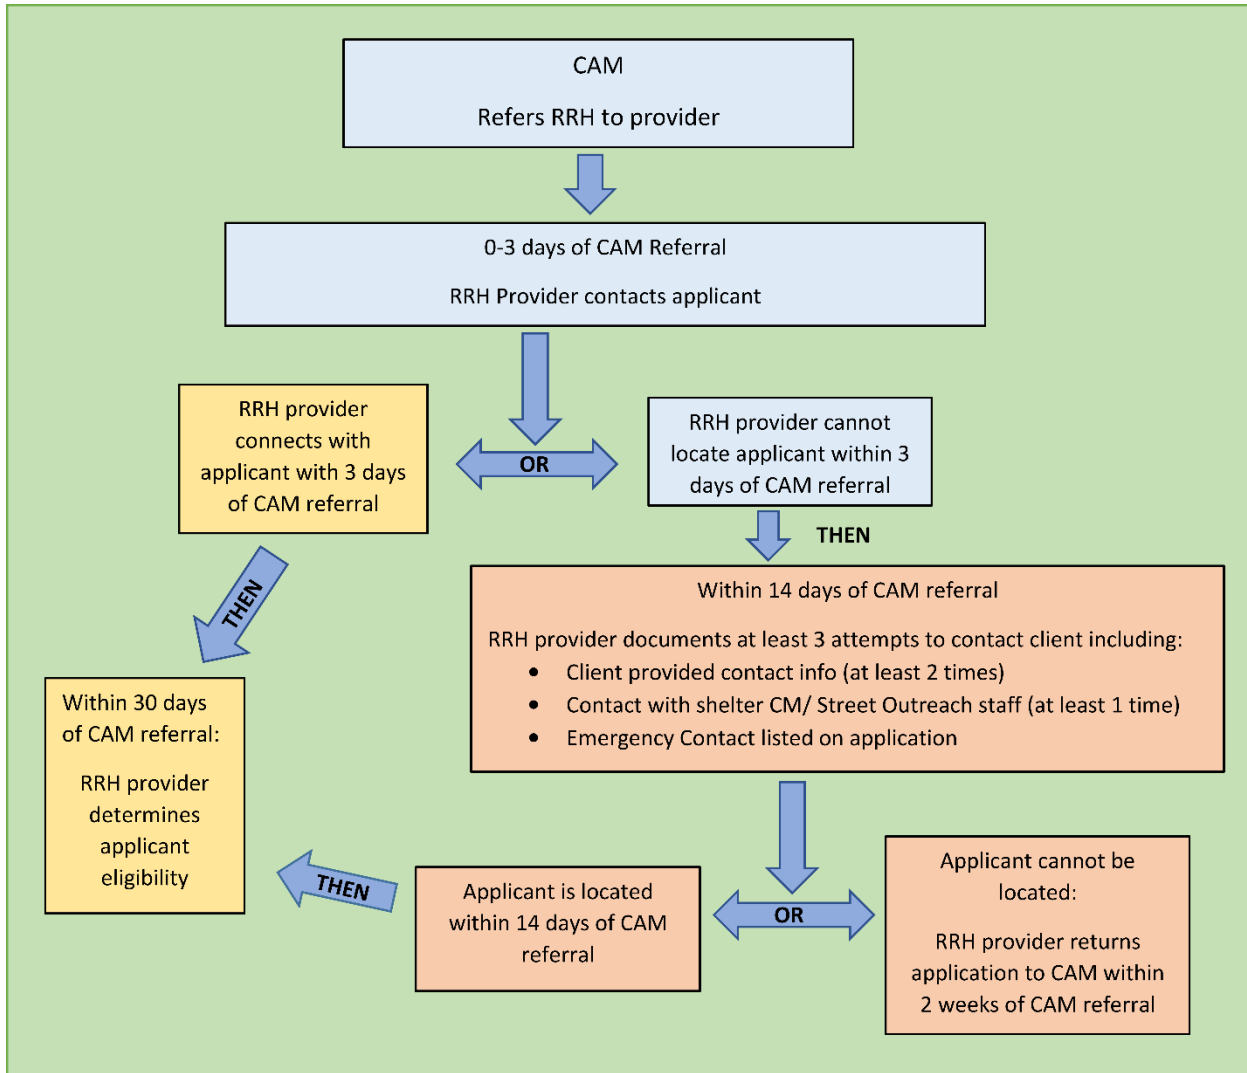 CAM
Refers RRH to provider
0-3 days of CAM Referral
RRH Provider contacts applicant
RRH provider
connects with
applicant with 3 days
of CAM referral
OR
RRH provider cannot
locate applicant within 3
days of CAM referral
THEN
THEN
Within 14 days of CAM referral
RRH provider documents at least 3 attempts to contact client including:
• Client provided contact info (at least 2 times)
• Contact with shelter CM/ Street Outreach staff (at least 1 time)
• Emergency Contact listed on application
Within 30 days
of CAM referral:
RRH provider
determines
applicant
eligibility
THEN
Applicant is located
within 14 days of CAM
referral
OR
Applicant cannot be
located:
RRH provider returns
application to CAM within
2 weeks of CAM referral